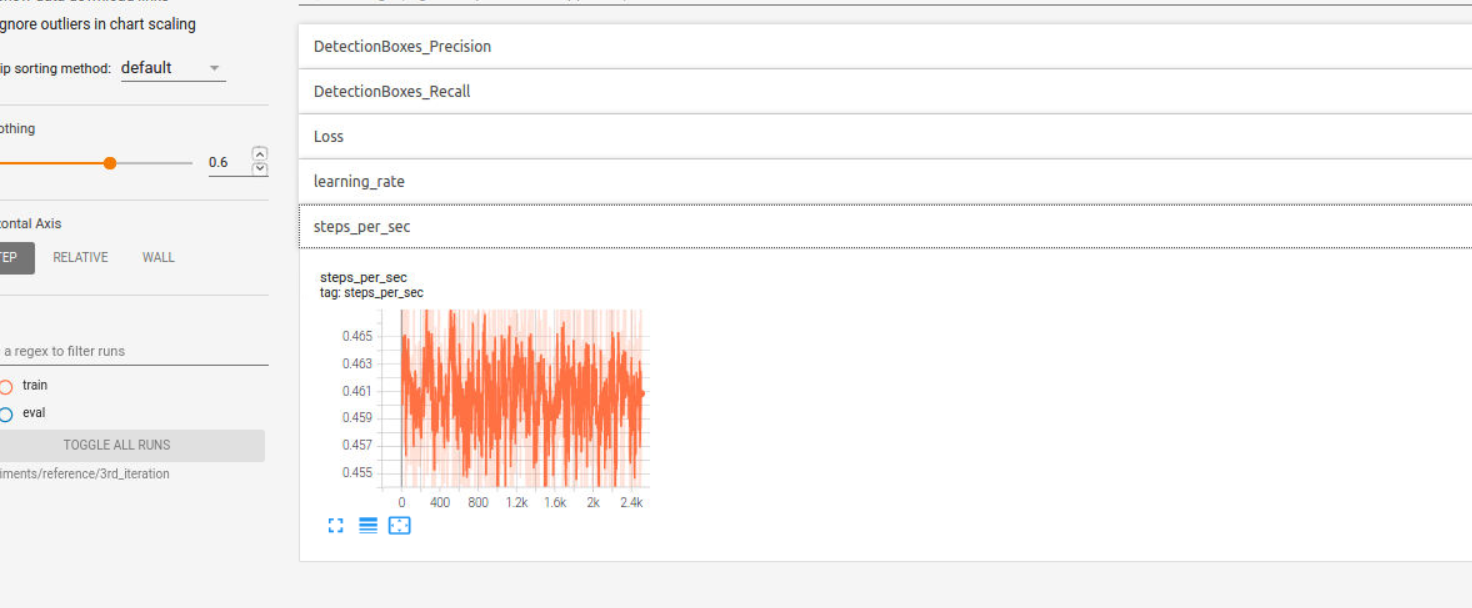 gnore outliers in chart scaling
ip sorting method: default
othing
0.6
ontal Axis
TEP RELATIVE WALL
a regex to filter runs
train
eval
TOGGLE ALL RUNS
iments/reference/3rd_iteration
DetectionBoxes_Precision
DetectionBoxes_Recall
Loss
learning_rate
steps_per_sec
steps_per_sec
tag: steps_per_sec
0.465
0.463
0.461
0.459
0.457
0.455
0 400 800 1.2k 1.6k 2k 2.4k